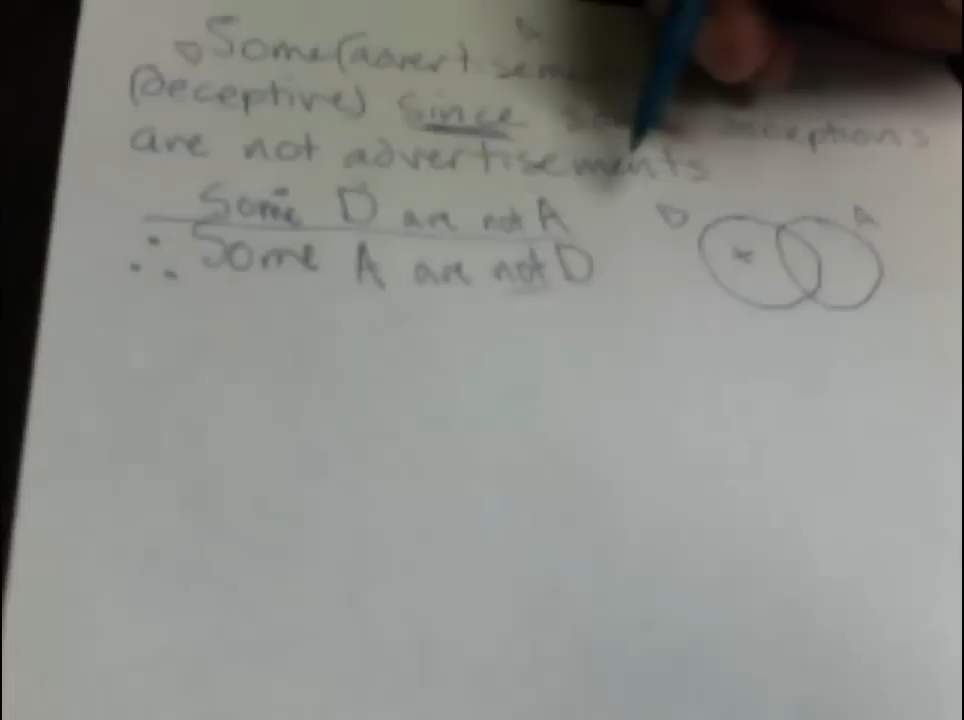 Some (advert
(Deceptive) since
are not advertisements
Some D are not A
∴ Some A are not D
D A